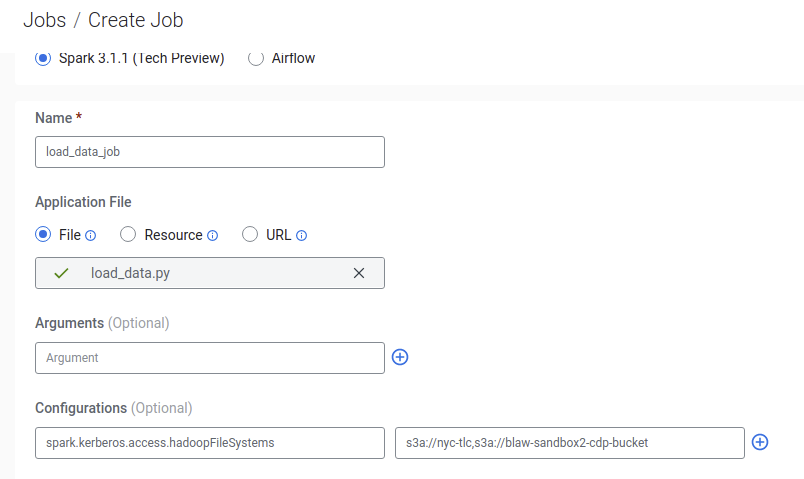 Jobs / Create Job
Spark 3.1.1 (Tech Preview) Airflow
Name *
load_data_job
Application File
File Resource URL
load_data.py
Arguments (Optional)
Argument
Configurations (Optional)
spark.kerberos.access.hadoopFileSystems s3a://nyc-tlc,s3a://blaw-sandbox2-cdp-bucket